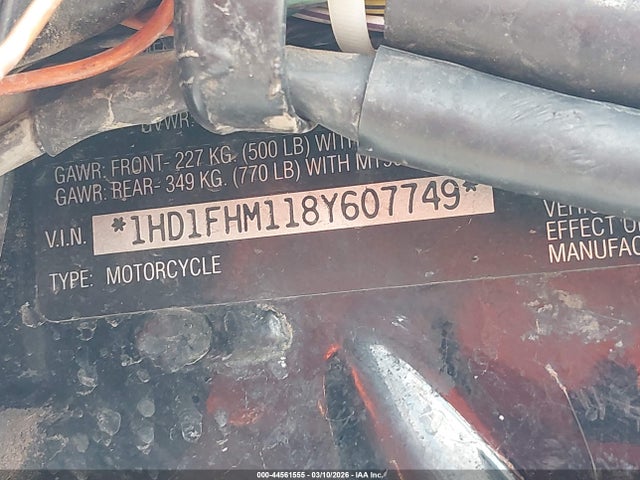 GVWR:
GAWR: FRONT- 227 KG. (500 LB) WITH
GAWR: REAR- 349 KG. (770 LB) WITH
V.I.N. *1HD1FHM118Y607749*
TYPE: MOTORCYCLE
EFFECT
000-44561555 — 03/10/2026 — IAA Inc.